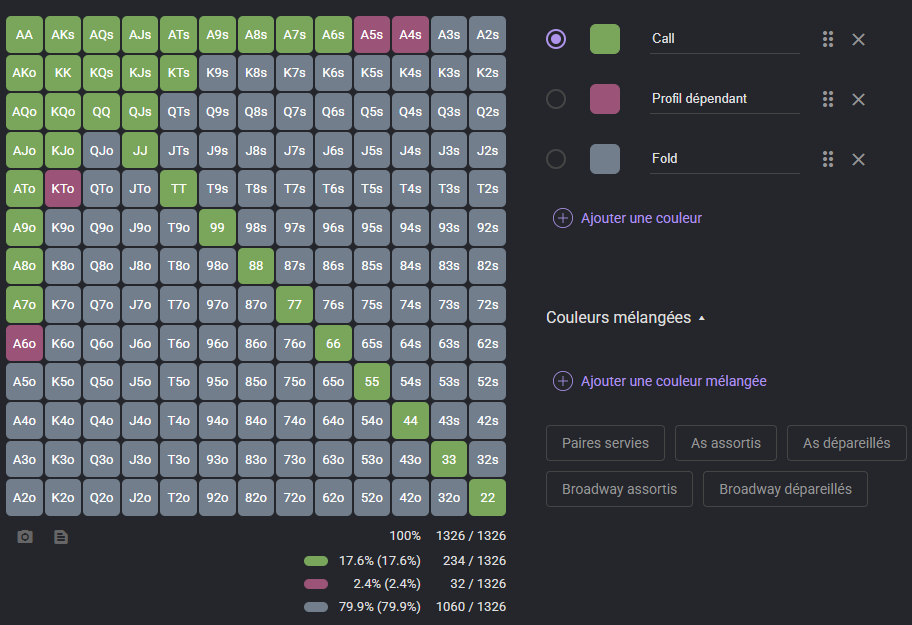 AA AKs AQs AJs ATs A9s A8s A7s A6s A5s A4s A3s A2s
AKo KK KQs KJs KTs K9s K8s K7s K6s K5s K4s K3s K2s
AQo KQo QQ QJs QTs Q9s Q8s Q7s Q6s Q5s Q4s Q3s Q2s
AJo KJo QJo JJ JTs J9s J8s J7s J6s J5s J4s J3s J2s
ATo KTo QTo JTo TT T9s T8s T7s T6s T5s T4s T3s T2s
A9o K9o Q9o J9o T9o 99 98s 97s 96s 95s 94s 93s 92s
A8o K8o Q8o J8o T8o 98o 88 87s 86s 85s 84s 83s 82s
A7o K7o Q7o J7o T7o 97o 87o 77 76s 75s 74s 73s 72s
A6o K6o Q6o J6o T6o 96o 86o 76o 66 65s 64s 63s 62s
A5o K5o Q5o J5o T5o 95o 85o 75o 65o 55 54s 53s 52s
A4o K4o Q4o J4o T4o 94o 84o 74o 64o 54o 44 43s 42s
A3o K3o Q3o J3o T3o 93o 83o 73o 63o 53o 43o 33 32s
A2o K2o Q2o J2o T2o 92o 82o 72o 62o 52o 42o 32o 22
100% 1326 / 1326
17.6% (17.6%) 234 / 1326
2.4% (2.4%) 32 / 1326
79.9% (79.9%) 1060 / 1326
Call
Profil dépendant
Fold
Ajouter une couleur
Couleurs mélangées
Ajouter une couleur mélangée
Paires servies As assortis As dépareillés
Broadway assortis Broadway dépareillés